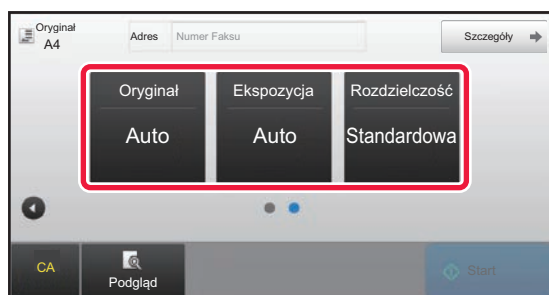 Oryginał
A4
Adres
Numer Faksu
Szczegóły
Oryginał
Auto
Ekspozycja
Auto
Rozdzielczość
Standardowa
CA
Podgląd
Start